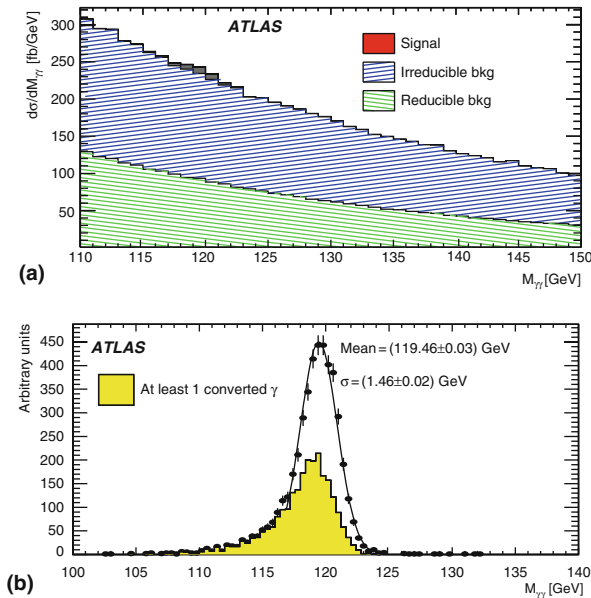 ATLAS
Signal
Irreducible bkg
Reducible bkg
dσ/dMγγ [fb/GeV]
300
250
200
150
100
50
110 115 120 125 130 135 140 145 150
Mγγ [GeV]
(a)
ATLAS
Mean=(119.46±0.03) GeV
σ=(1.46±0.02) GeV
At least 1 converted γ
Arbitrary units
450
400
350
300
250
200
150
100
50
0
100 105 110 115 120 125 130 135 140
Mγγ [GeV]
(b)